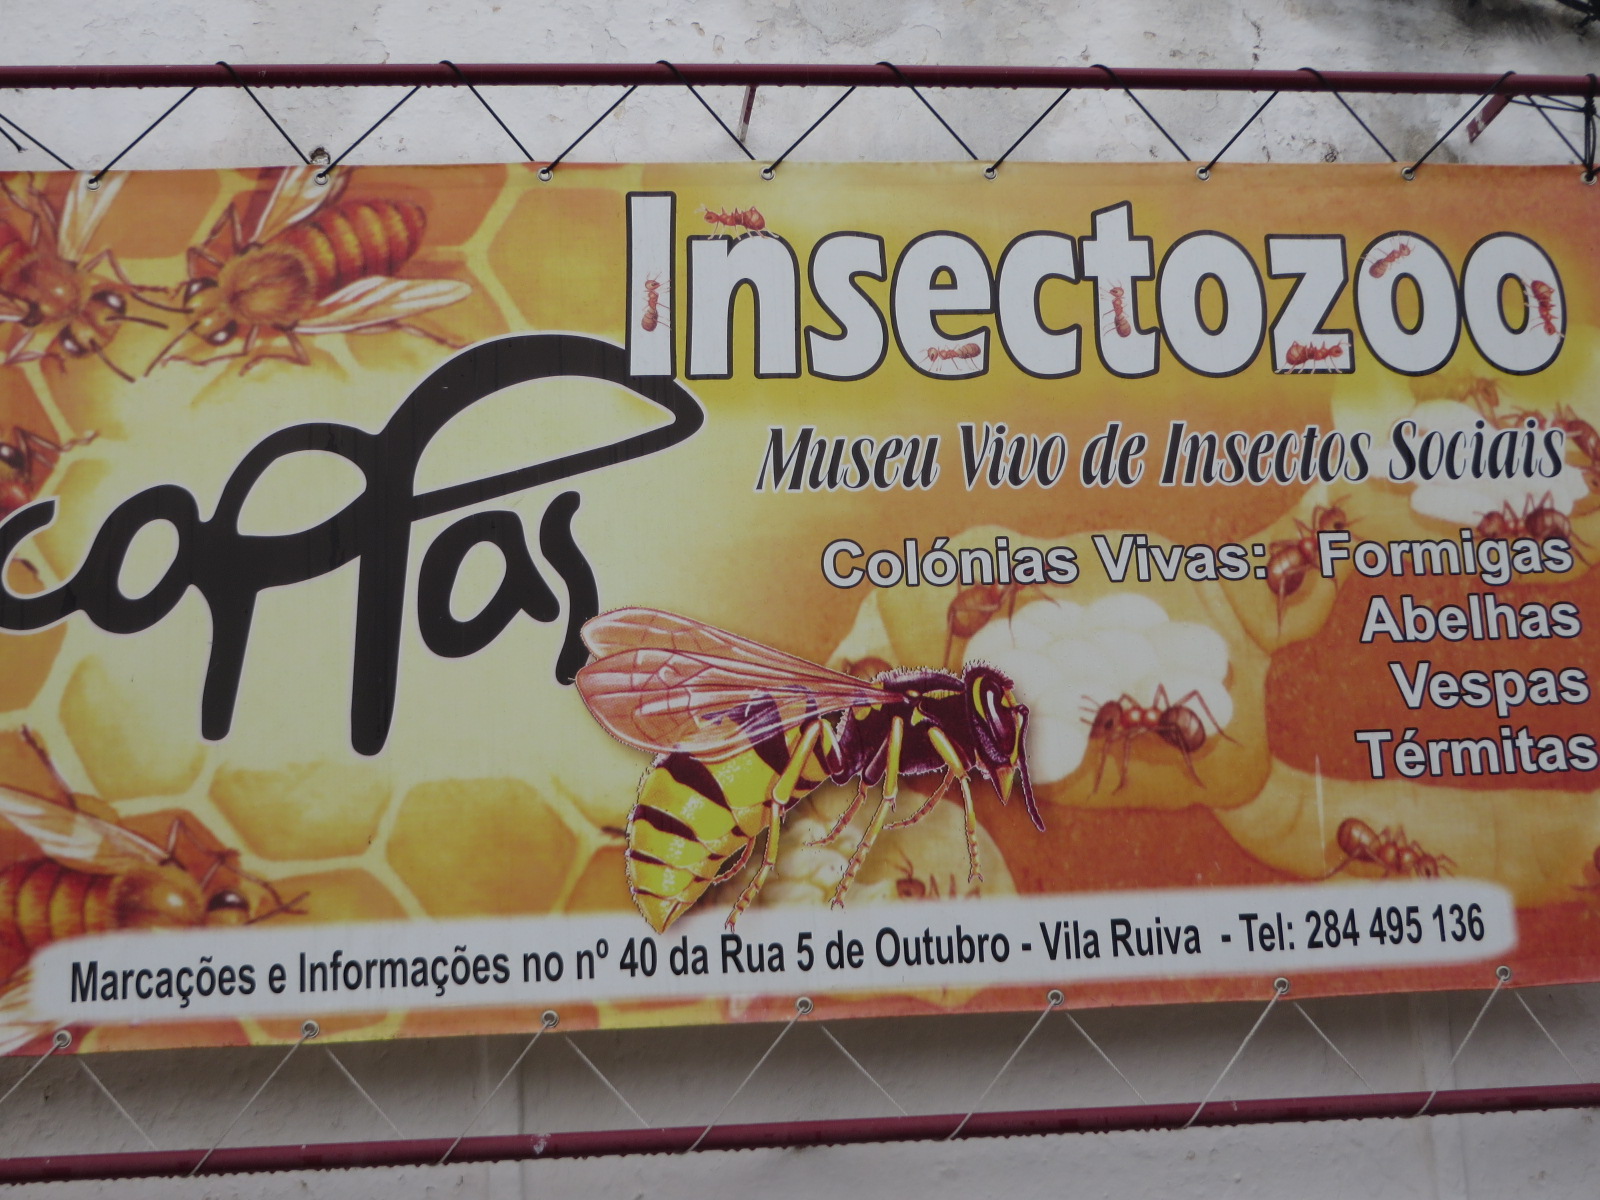 Insectozoo
coppas
Museu Vivo de Insectos Sociais
Colónias Vivas: Formigas
Abelhas
Vespas
Térmitas
Marcações e Informações no nº 40 da Rua 5 de Outubro - Vila Ruiva - Tel: 284 495 136